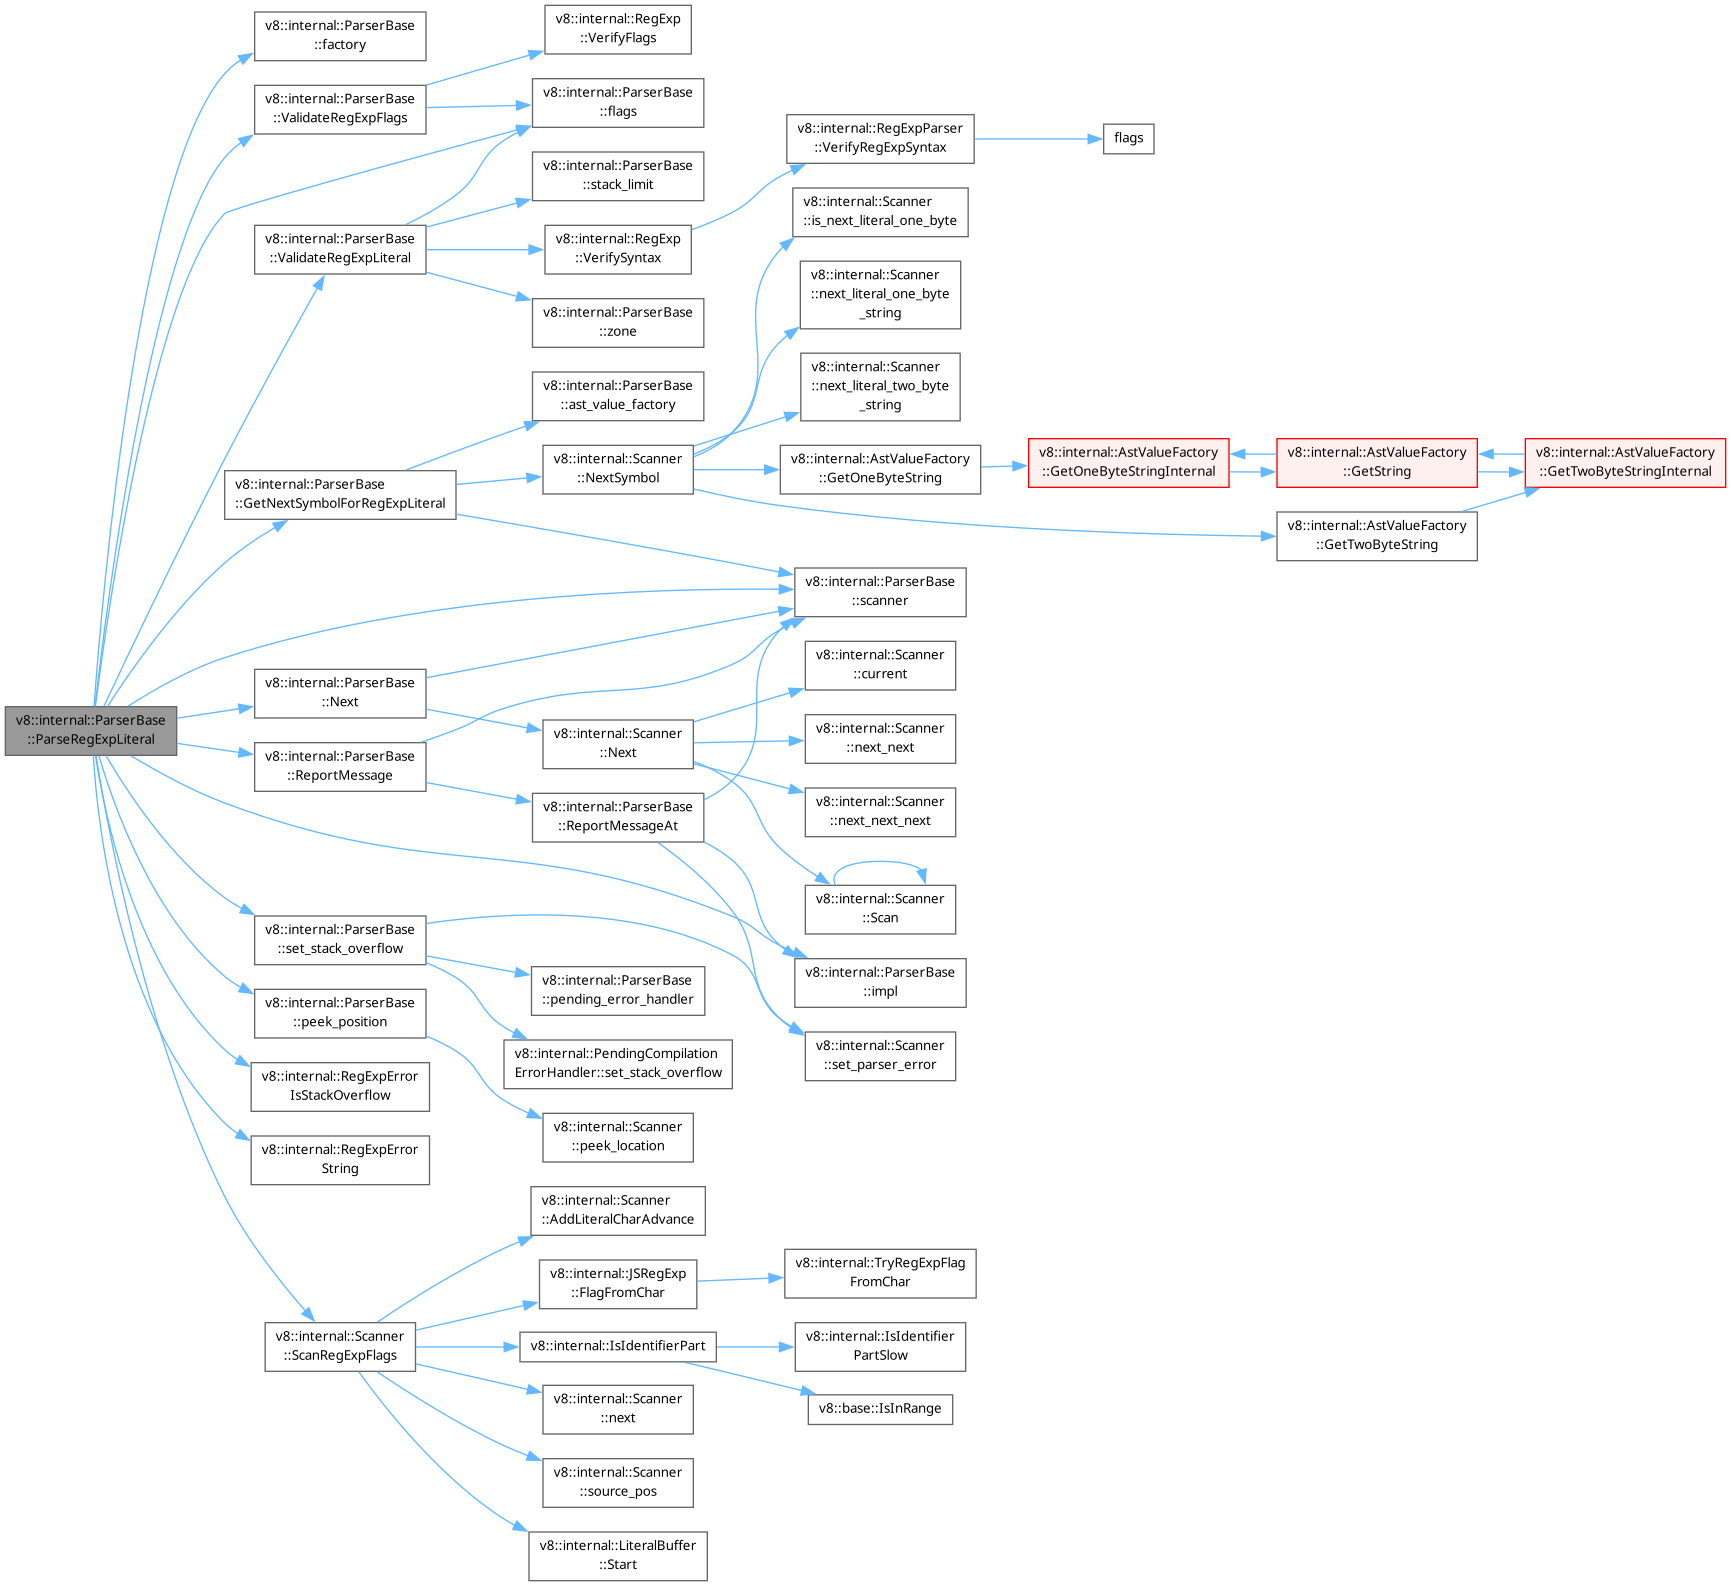 v8::internal::ParserBase
::ParseRegExpLiteral
v8::internal::ParserBase
::factory
v8::internal::ParserBase
::ValidateRegExpFlags
v8::internal::ParserBase
::ValidateRegExpLiteral
v8::internal::ParserBase
::GetNextSymbolForRegExpLiteral
v8::internal::ParserBase
::Next
v8::internal::ParserBase
::ReportMessage
v8::internal::ParserBase
::set_stack_overflow
v8::internal::ParserBase
::peek_position
v8::internal::RegExpError
IsStackOverflow
v8::internal::RegExpError
String
v8::internal::Scanner
::ScanRegExpFlags
v8::internal::RegExp
::VerifyFlags
v8::internal::ParserBase
::flags
v8::internal::ParserBase
::stack_limit
v8::internal::RegExp
::VerifySyntax
v8::internal::ParserBase
::zone
v8::internal::ParserBase
::ast_value_factory
v8::internal::Scanner
::NextSymbol
v8::internal::Scanner
::Next
v8::internal::ParserBase
::ReportMessageAt
v8::internal::ParserBase
::pending_error_handler
v8::internal::PendingCompilation
ErrorHandler::set_stack_overflow
v8::internal::Scanner
::peek_location
v8::internal::Scanner
::AddLiteralCharAdvance
v8::internal::JSRegExp
::FlagFromChar
v8::internal::IsIdentifierPart
v8::internal::Scanner
::next
v8::internal::Scanner
::source_pos
v8::internal::LiteralBuffer
::Start
v8::internal::RegExpParser
::VerifyRegExpSyntax
v8::internal::Scanner
::is_next_literal_one_byte
v8::internal::Scanner
::next_literal_one_byte
_string
v8::internal::Scanner
::next_literal_two_byte
_string
v8::internal::AstValueFactory
::GetOneByteString
v8::internal::ParserBase
::scanner
v8::internal::Scanner
::current
v8::internal::Scanner
::next_next
v8::internal::Scanner
::next_next_next
v8::internal::Scanner
::Scan
v8::internal::ParserBase
::impl
v8::internal::Scanner
::set_parser_error
v8::internal::TryRegExpFlag
FromChar
v8::internal::IsIdentifier
PartSlow
v8::base::IsInRange
flags
v8::internal::AstValueFactory
::GetOneByteStringInternal
v8::internal::AstValueFactory
::GetString
v8::internal::AstValueFactory
::GetTwoByteString
v8::internal::AstValueFactory
::GetTwoByteStringInternal